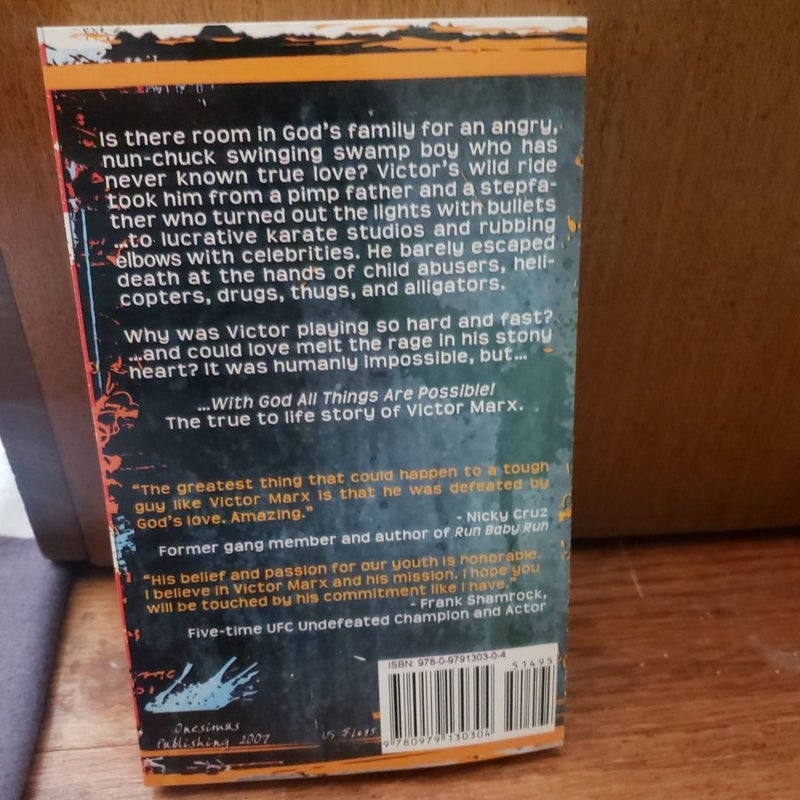 Is there room in God's family for an angry,
nun-chuck swinging swamp boy who has
never known true love? Victor's wild ride
took him from a pimp father and a stepfa-
ther who turned out the lights with bullets
...to lucrative karate studios and rubbing
elbows with celebrities. He barely escaped
death at the hands of child abusers, heli-
copters, drugs, thugs, and alligators.
Why was Victor playing so hard and fast?
...and could love melt the rage in his stony
heart? It was humanly impossible, but...
...With God All Things Are Possible!
The true to life story of Victor Marx.
"The greatest thing that could happen to a tough
guy like Victor Marx is that he was defeated by
God's love. Amazing."
- Nicky Cruz
Former gang member and author of Run Baby Run
"His belief and passion for our youth is honorable.
I believe in Victor Marx and his mission. I hope you
will be touched by his commitment like I have."
- Frank Shamrock,
Five-time UFC Undefeated Champion and Actor
Onesimus
Publishing 2007
US $14.95
ISBN: 978-0-9791303-0-4
51495
9 780979 130304